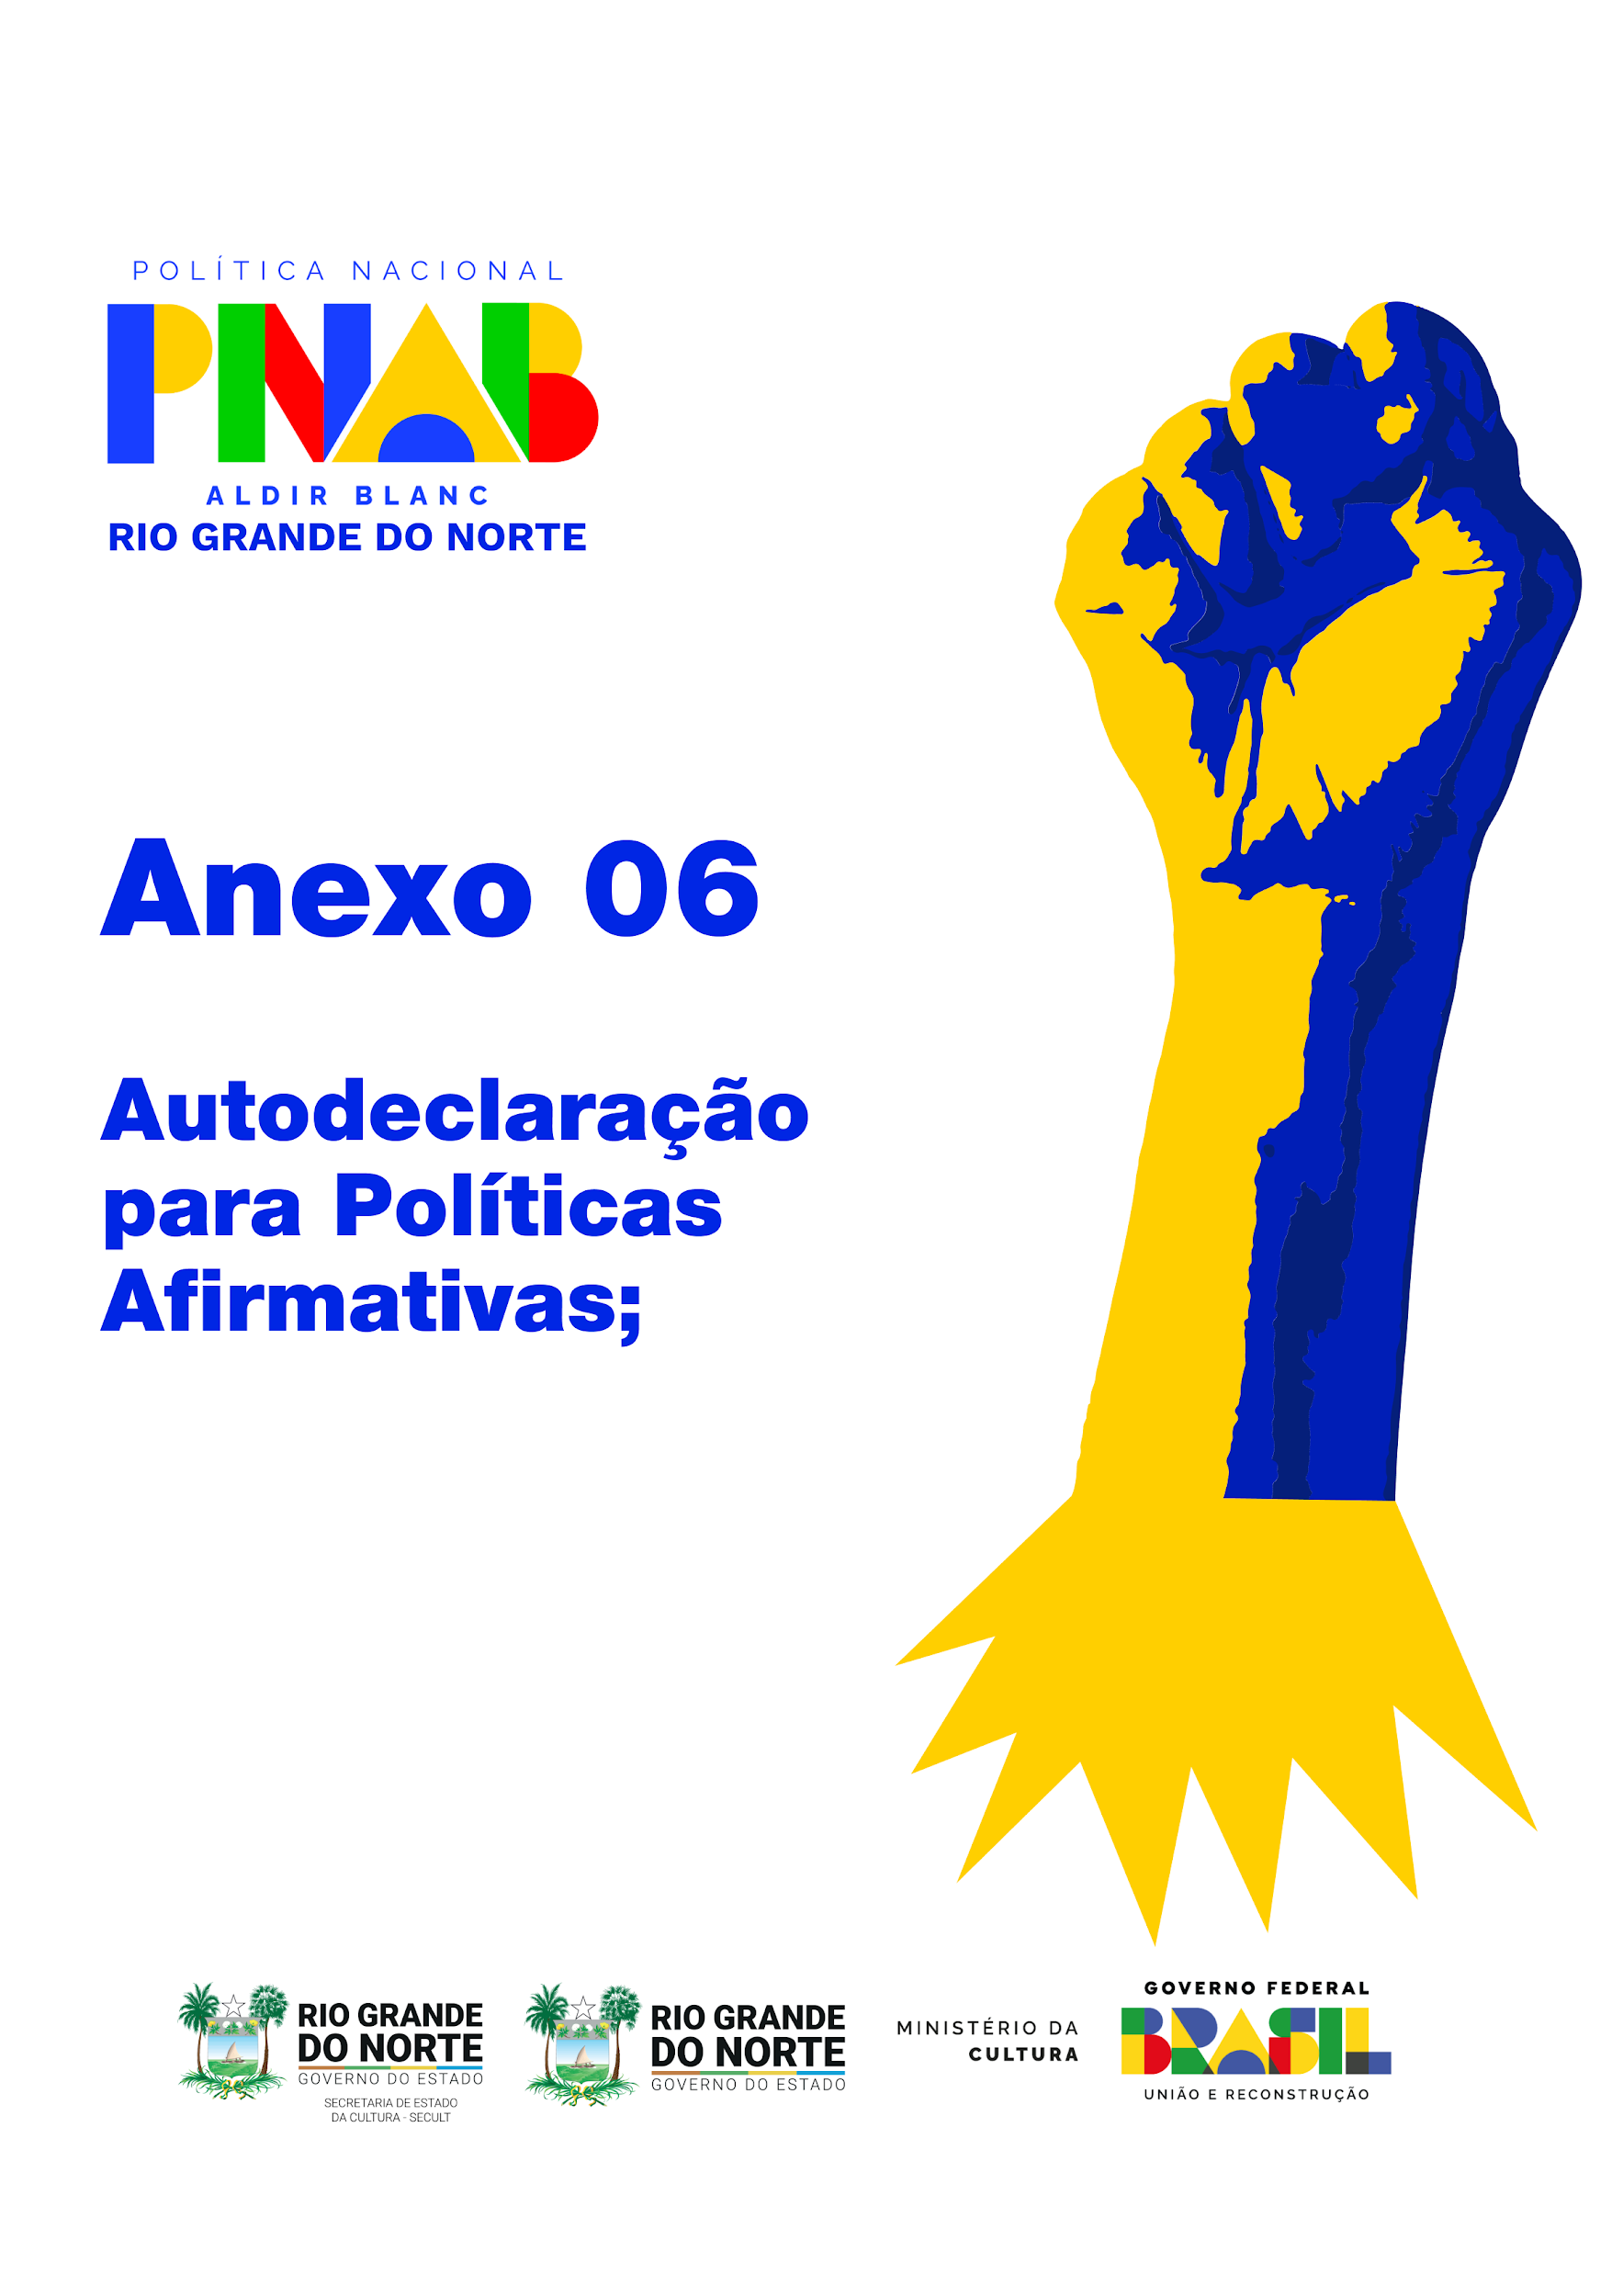 POLÍTICA NACIONAL
PNAB
ALDIR BLANC
RIO GRANDE DO NORTE
Anexo 06
Autodeclaração
para Políticas
Afirmativas;
RIO GRANDE
DO NORTE
GOVERNO DO ESTADO
SECRETARIA DE ESTADO
DA CULTURA - SECULT
RIO GRANDE
DO NORTE
GOVERNO DO ESTADO
MINISTÉRIO DA
CULTURA
GOVERNO FEDERAL
BRASIL
UNIÃO E RECONSTRUÇÃO